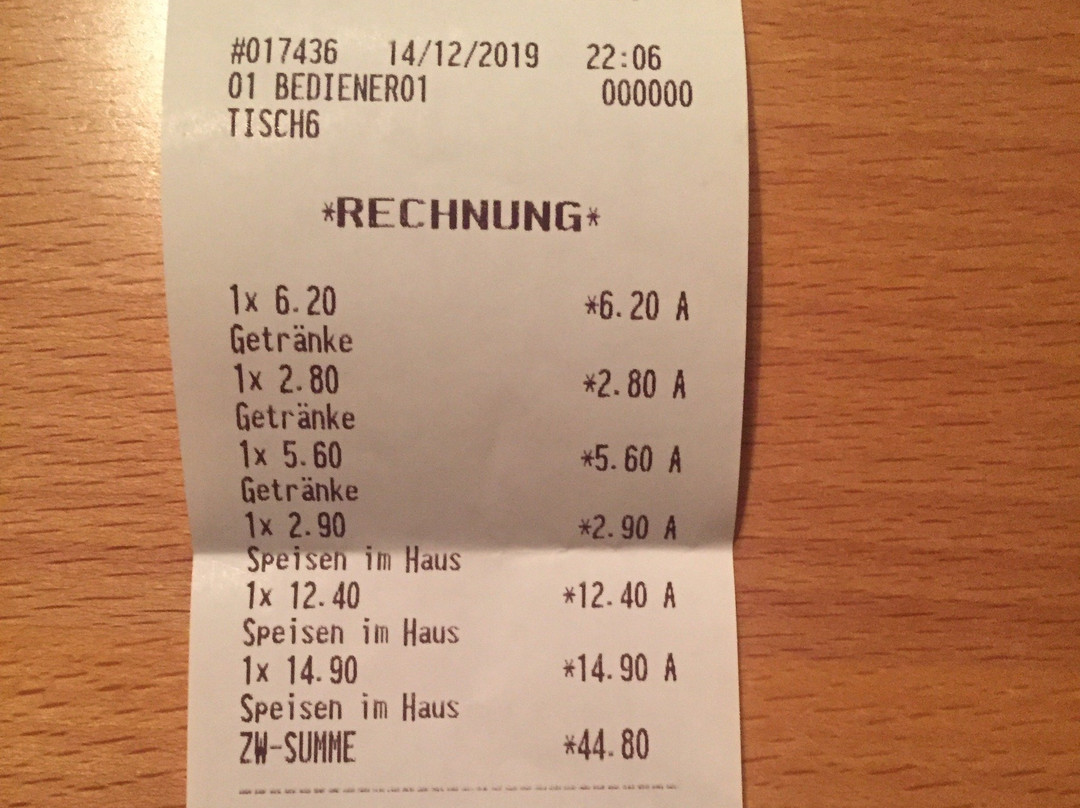 #017436 14/12/2019 22:06
01 BEDIENER01 000000
TISCH6
*RECHNUNG*
1x 6.20 *6.20 A
Getränke
1x 2.80 *2.80 A
Getränke
1x 5.60 *5.60 A
Getränke
1x 2.90 *2.90 A
Speisen im Haus
1x 12.40 *12.40 A
Speisen im Haus
1x 14.90 *14.90 A
Speisen im Haus
ZW-SUMME *44.80